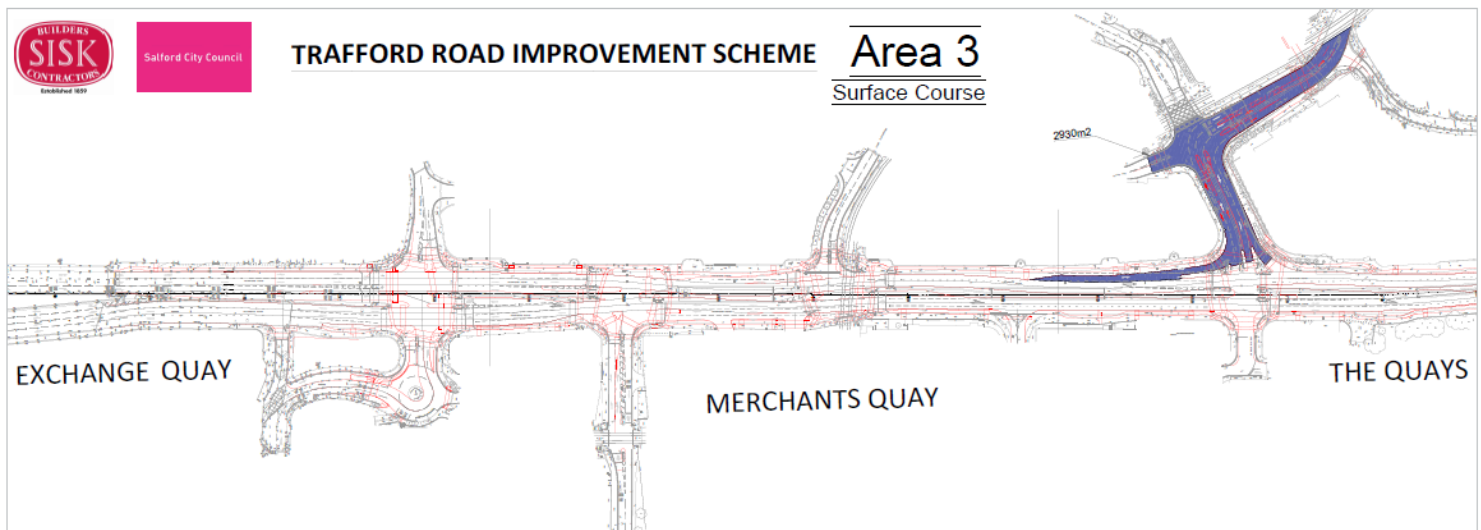 BUILDERS
SISK
CONTRACTORS
Established 1859
Salford City Council
TRAFFORD ROAD IMPROVEMENT SCHEME
Area 3
Surface Course
2930m2
EXCHANGE QUAY
MERCHANTS QUAY
THE QUAYS